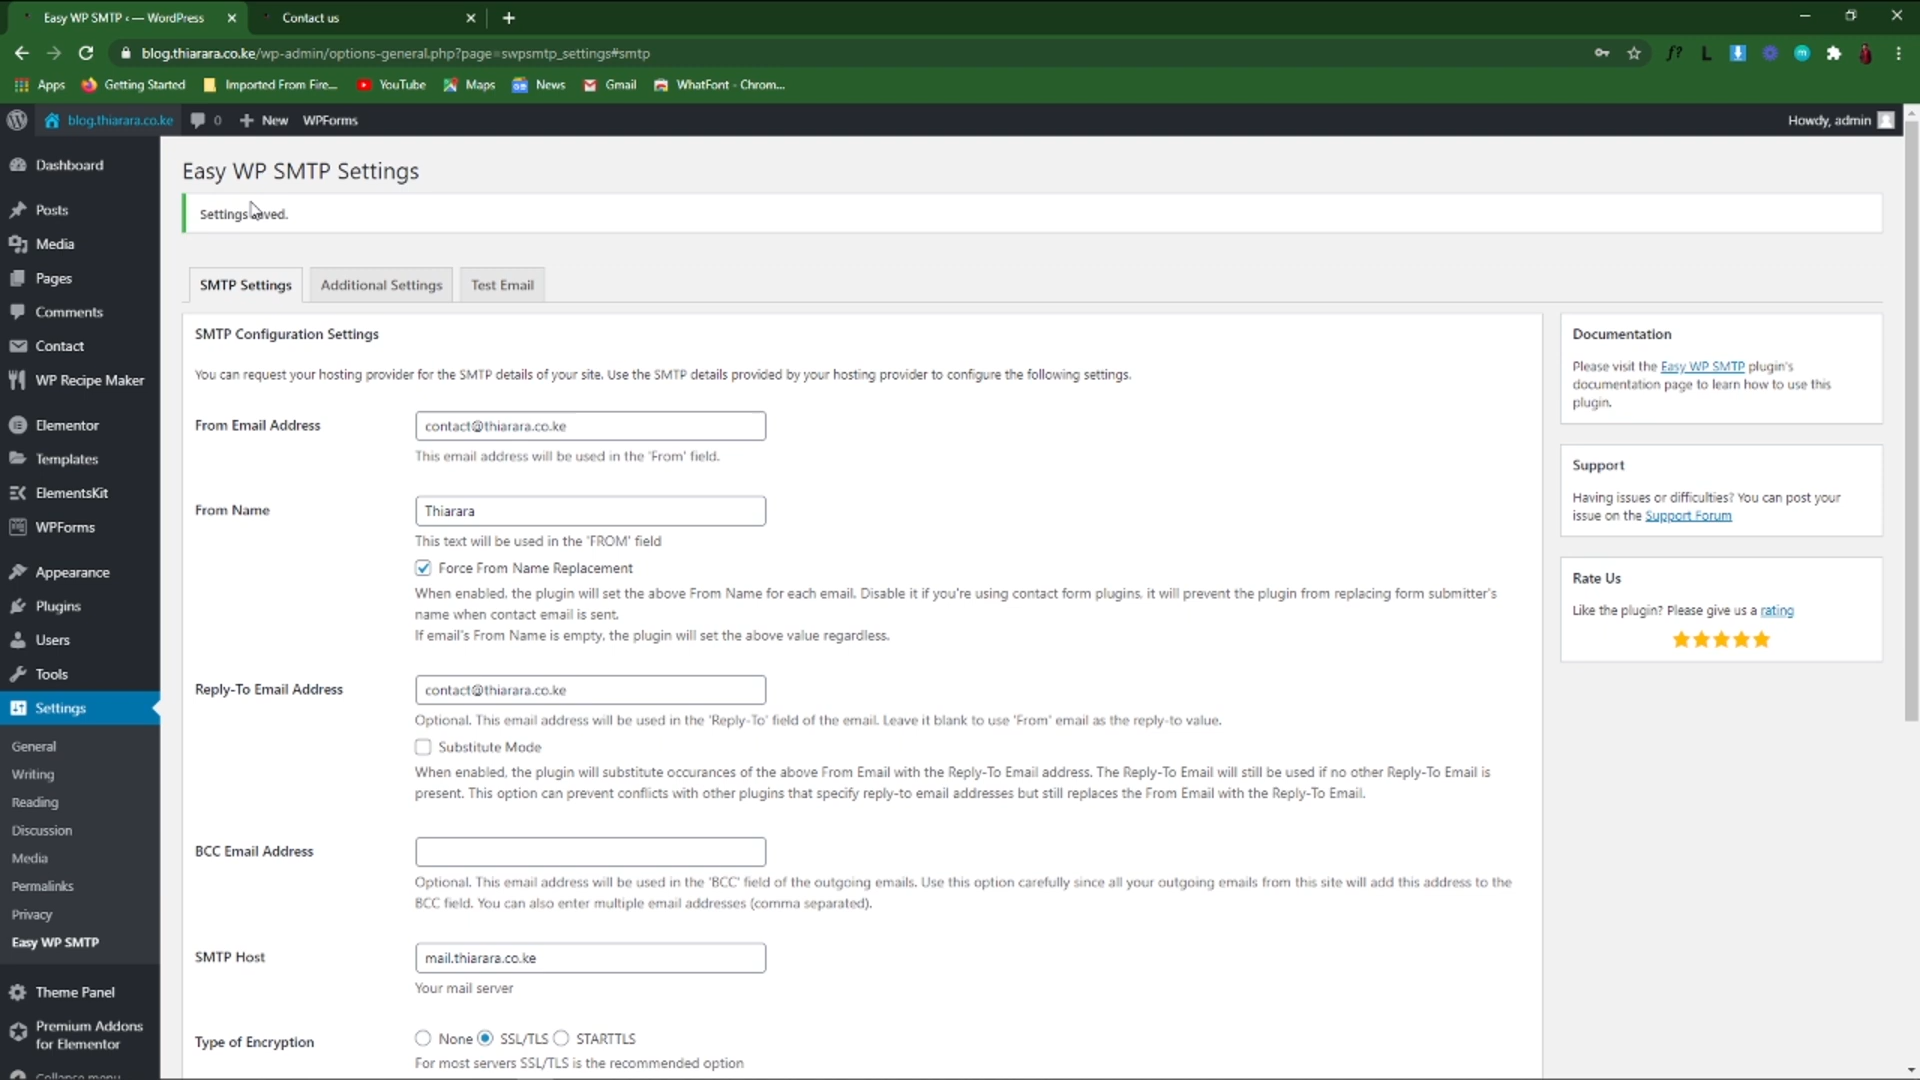 Easy WP SMTP ‹ — WordPress
Contact us
blog.thiarara.co.ke/wp-admin/options-general.php?page=swpsmtp_settings#smtp
f?
L
Apps
Getting Started
Imported From Fire...
YouTube
Maps
News
Gmail
WhatFont - Chrom...
blog.thiarara.co.ke
0
New
WPForms
Howdy, admin
Dashboard
Posts
Media
Pages
Comments
Contact
WP Recipe Maker
Elementor
Templates
ElementsKit
WPForms
Appearance
Plugins
Users
Tools
Settings
General
Writing
Reading
Discussion
Media
Permalinks
Privacy
Easy WP SMTP
Theme Panel
Premium Addons
for Elementor
Collapse menu
Easy WP SMTP Settings
Settings saved.
SMTP Settings
Additional Settings
Test Email
SMTP Configuration Settings
You can request your hosting provider for the SMTP details of your site. Use the SMTP details provided by your hosting provider to configure the following settings.
From Email Address
contact@thiarara.co.ke
This email address will be used in the 'From' field.
From Name
Thiarara
This text will be used in the 'FROM' field
Force From Name Replacement
When enabled, the plugin will set the above From Name for each email. Disable it if you're using contact form plugins, it will prevent the plugin from replacing form submitter's
name when contact email is sent.
If email's From Name is empty, the plugin will set the above value regardless.
Reply-To Email Address
contact@thiarara.co.ke
Optional. This email address will be used in the 'Reply-To' field of the email. Leave it blank to use 'From' email as the reply-to value.
Substitute Mode
When enabled, the plugin will substitute occurances of the above From Email with the Reply-To Email address. The Reply-To Email will still be used if no other Reply-To Email is
present. This option can prevent conflicts with other plugins that specify reply-to email addresses but still replaces the From Email with the Reply-To Email.
BCC Email Address
Optional. This email address will be used in the 'BCC' field of the outgoing emails. Use this option carefully since all your outgoing emails from this site will add this address to the
BCC field. You can also enter multiple email addresses (comma separated).
SMTP Host
mail.thiarara.co.ke
Your mail server
Type of Encryption
None
SSL/TLS
STARTTLS
For most servers SSL/TLS is the recommended option
Documentation
Please visit the Easy WP SMTP plugin's
documentation page to learn how to use this
plugin.
Support
Having issues or difficulties? You can post your
issue on the Support Forum
Rate Us
Like the plugin? Please give us a rating